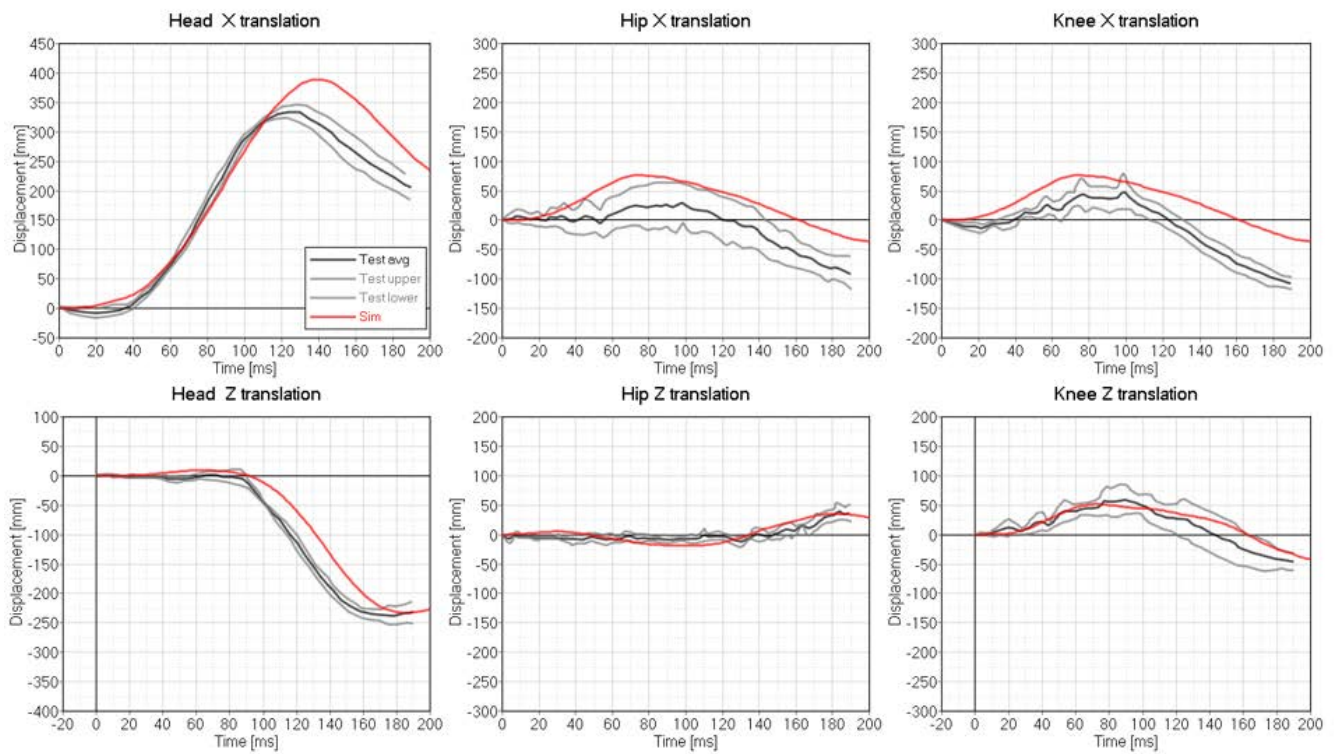 Head X translation
450
400
350
300
250
200
150
100
50
0
-50
Displacement [mm]
Test avg
Test upper
Test lower
Sim
0 20 40 60 80 100 120 140 160 180 200
Time [ms]
Hip X translation
300
250
200
150
100
50
0
-50
-100
-150
-200
Displacement [mm]
0 20 40 60 80 100 120 140 160 180 200
Time [ms]
Knee X translation
300
250
200
150
100
50
0
-50
-100
-150
-200
Displacement [mm]
0 20 40 60 80 100 120 140 160 180 200
Time [ms]
Head Z translation
100
50
0
-50
-100
-150
-200
-250
-300
-350
-400
Displacement [mm]
-20 0 20 40 60 80 100 120 140 160 180 200
Time [ms]
Hip Z translation
200
150
100
50
0
-50
-100
-150
-200
-250
-300
Displacement [mm]
0 20 40 60 80 100 120 140 160 180 200
Time [ms]
Knee Z translation
200
150
100
50
0
-50
-100
-150
-200
-250
-300
Displacement [mm]
-20 0 20 40 60 80 100 120 140 160 180 200
Time [ms]